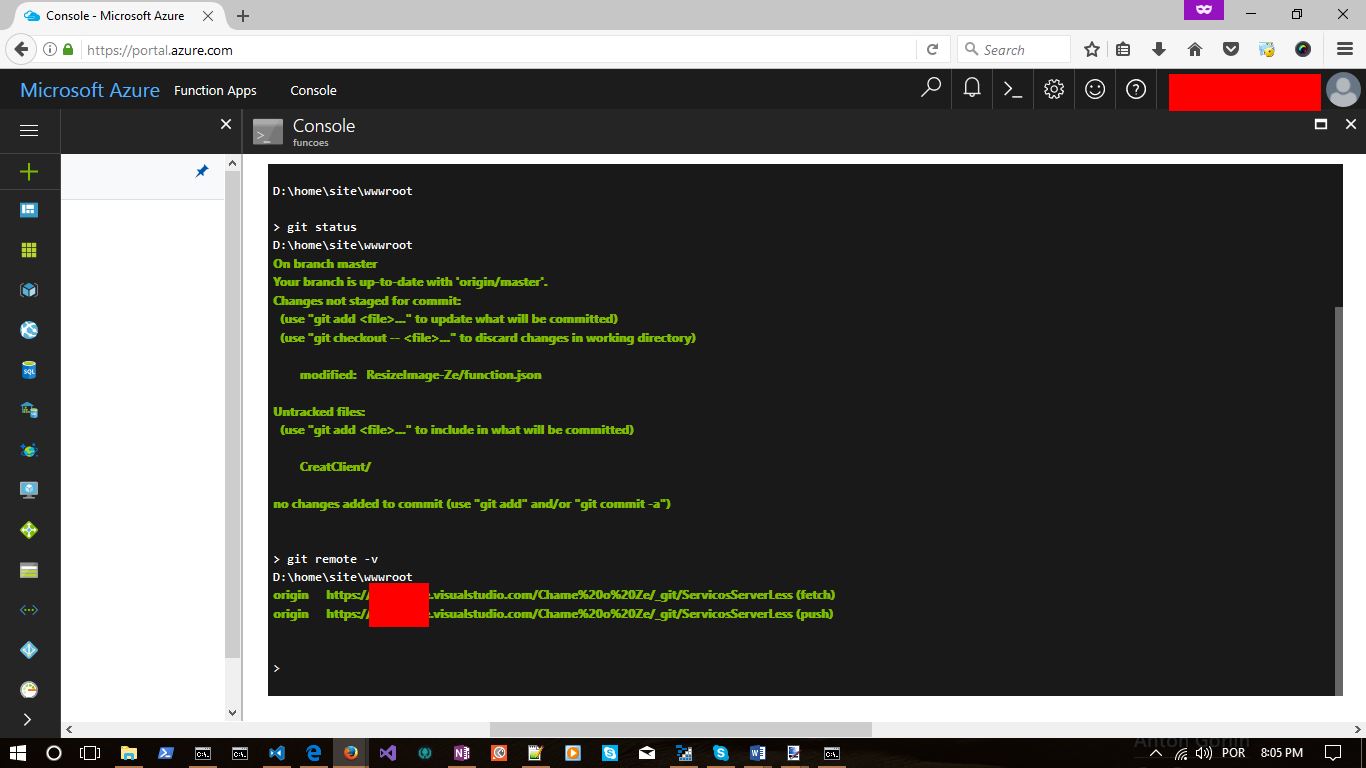 Console - Microsoft Azure
https://portal.azure.com
Search
Microsoft Azure
Function Apps
Console
Console
funcoes
D:\home\site\wwwroot
> git status
D:\home\site\wwwroot
On branch master
Your branch is up-to-date with 'origin/master'.
Changes not staged for commit:
(use "git add <file>..." to update what will be committed)
(use "git checkout -- <file>..." to discard changes in working directory)
modified: ResizeImage-Ze/function.json
Untracked files:
(use "git add <file>..." to include in what will be committed)
CreatClient/
no changes added to commit (use "git add" and/or "git commit -a")
> git remote -v
D:\home\site\wwwroot
origin https:/ .visualstudio.com/Chame%20o%20Ze/_git/ServicosServerLess (fetch)
origin https:/ .visualstudio.com/Chame%20o%20Ze/_git/ServicosServerLess (push)
>
POR
8:05 PM